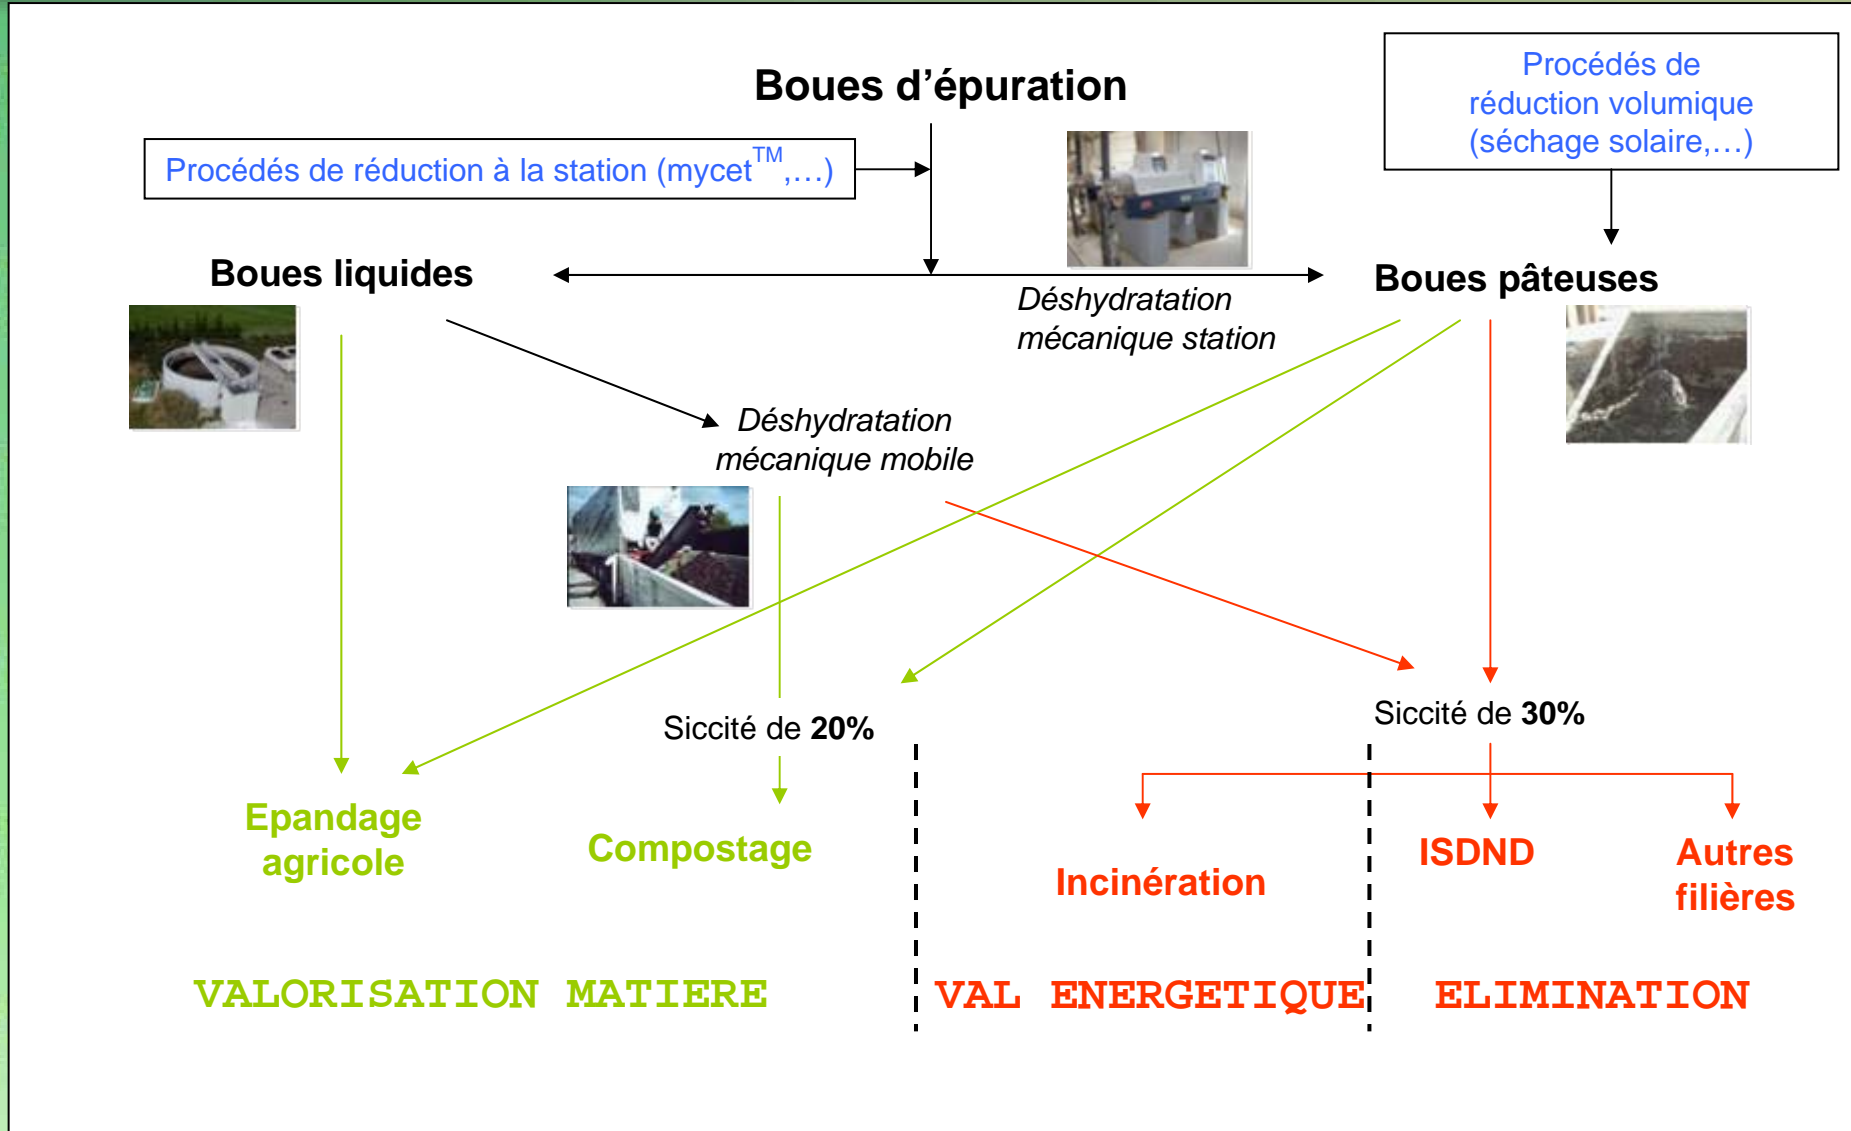 Boues d’épuration
Procédés de
réduction volumique
(séchage solaire,…)
Procédés de réduction à la station (mycet™,…)
Boues liquides
Boues pâteuses
Déshydratation
mécanique station
Déshydratation
mécanique mobile
Siccité de 20%
Siccité de 30%
Epandage
agricole
Compostage
Incinération
ISDND
Autres
filières
VALORISATION MATIERE
VAL ENERGETIQUE
ELIMINATION